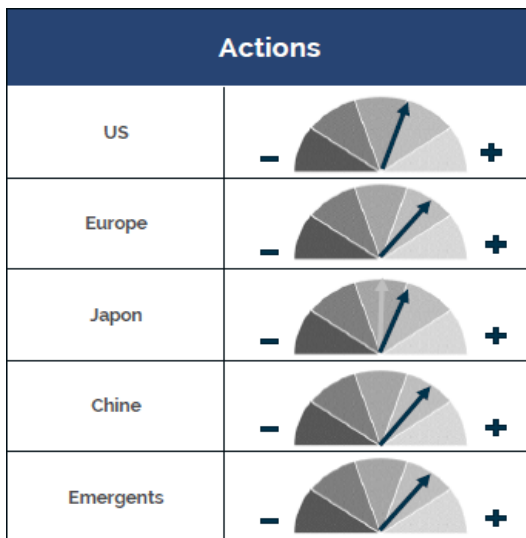 Actions
US
– +
Europe
– +
Japon
– +
Chine
– +
Emergents
– +